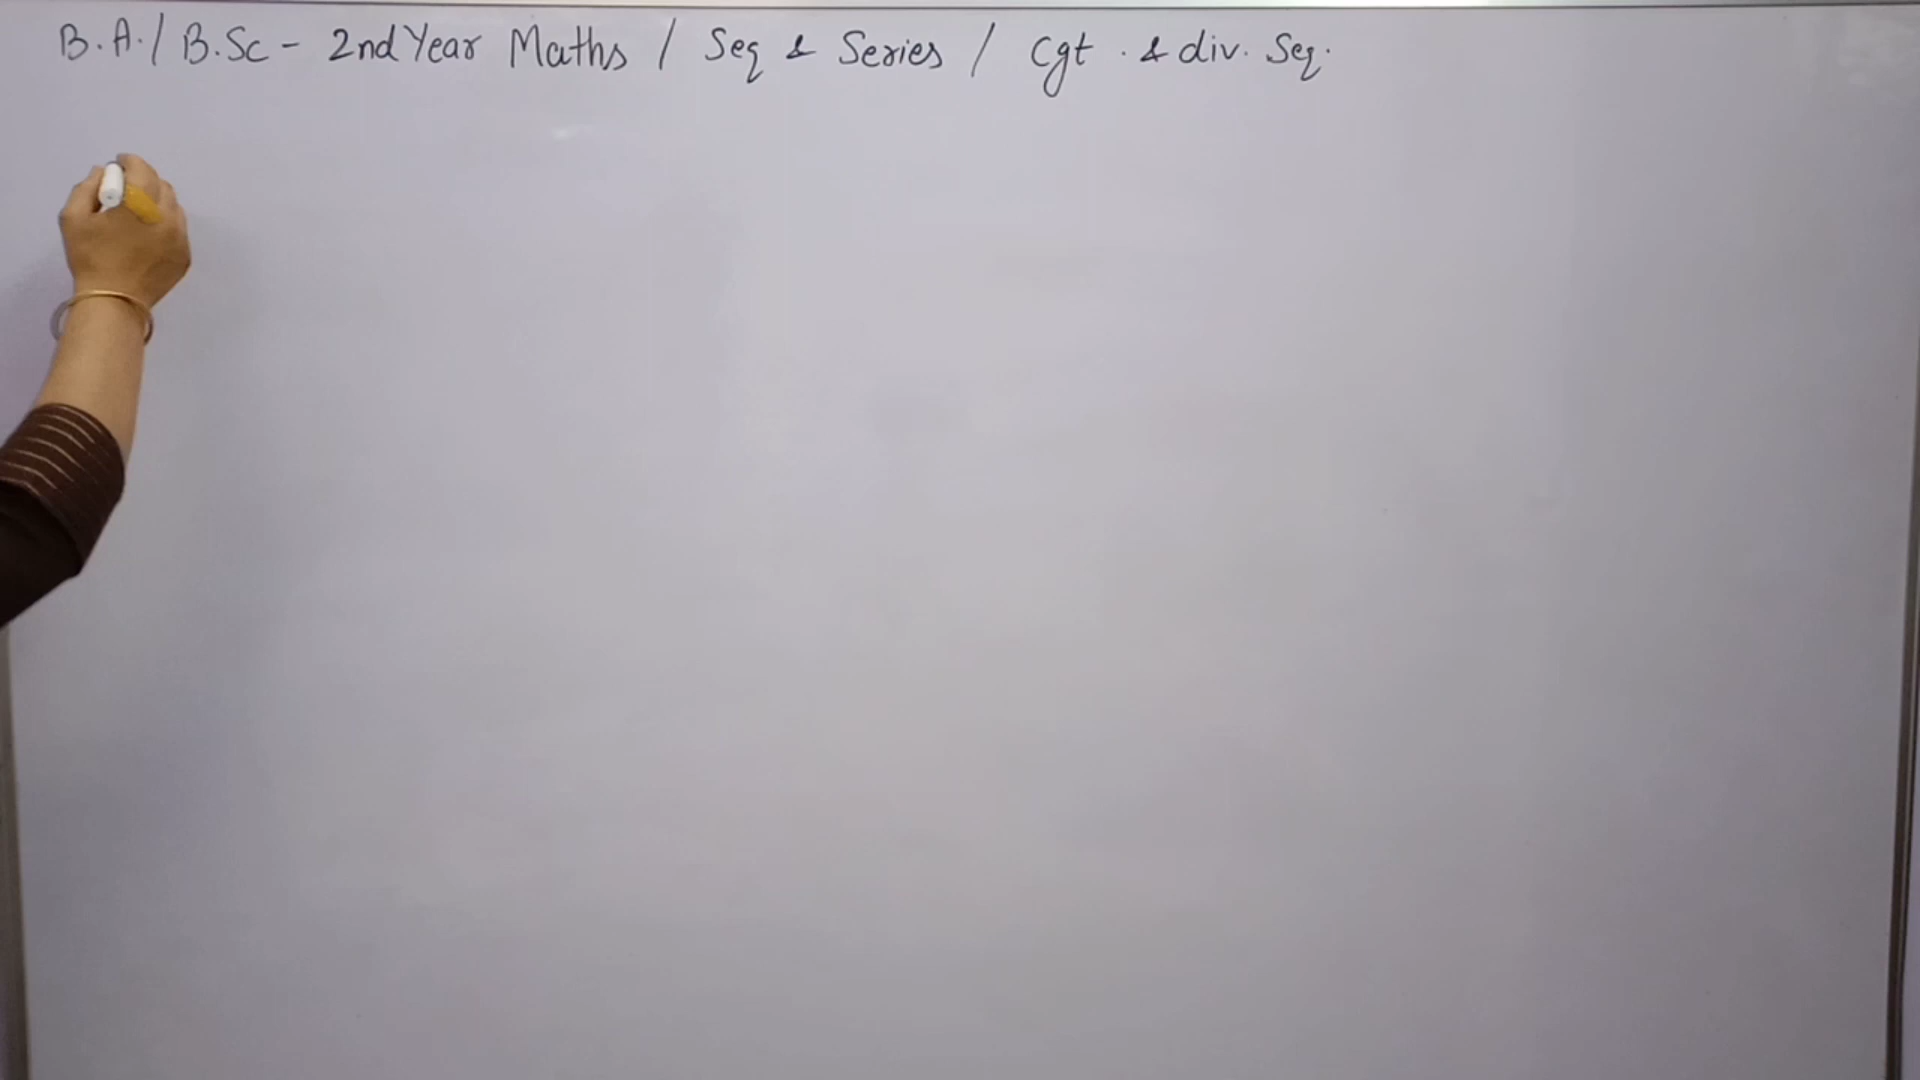 B.A./ B.Sc - 2nd Year Maths / Seq & Series / Cgt . & div. Seq.